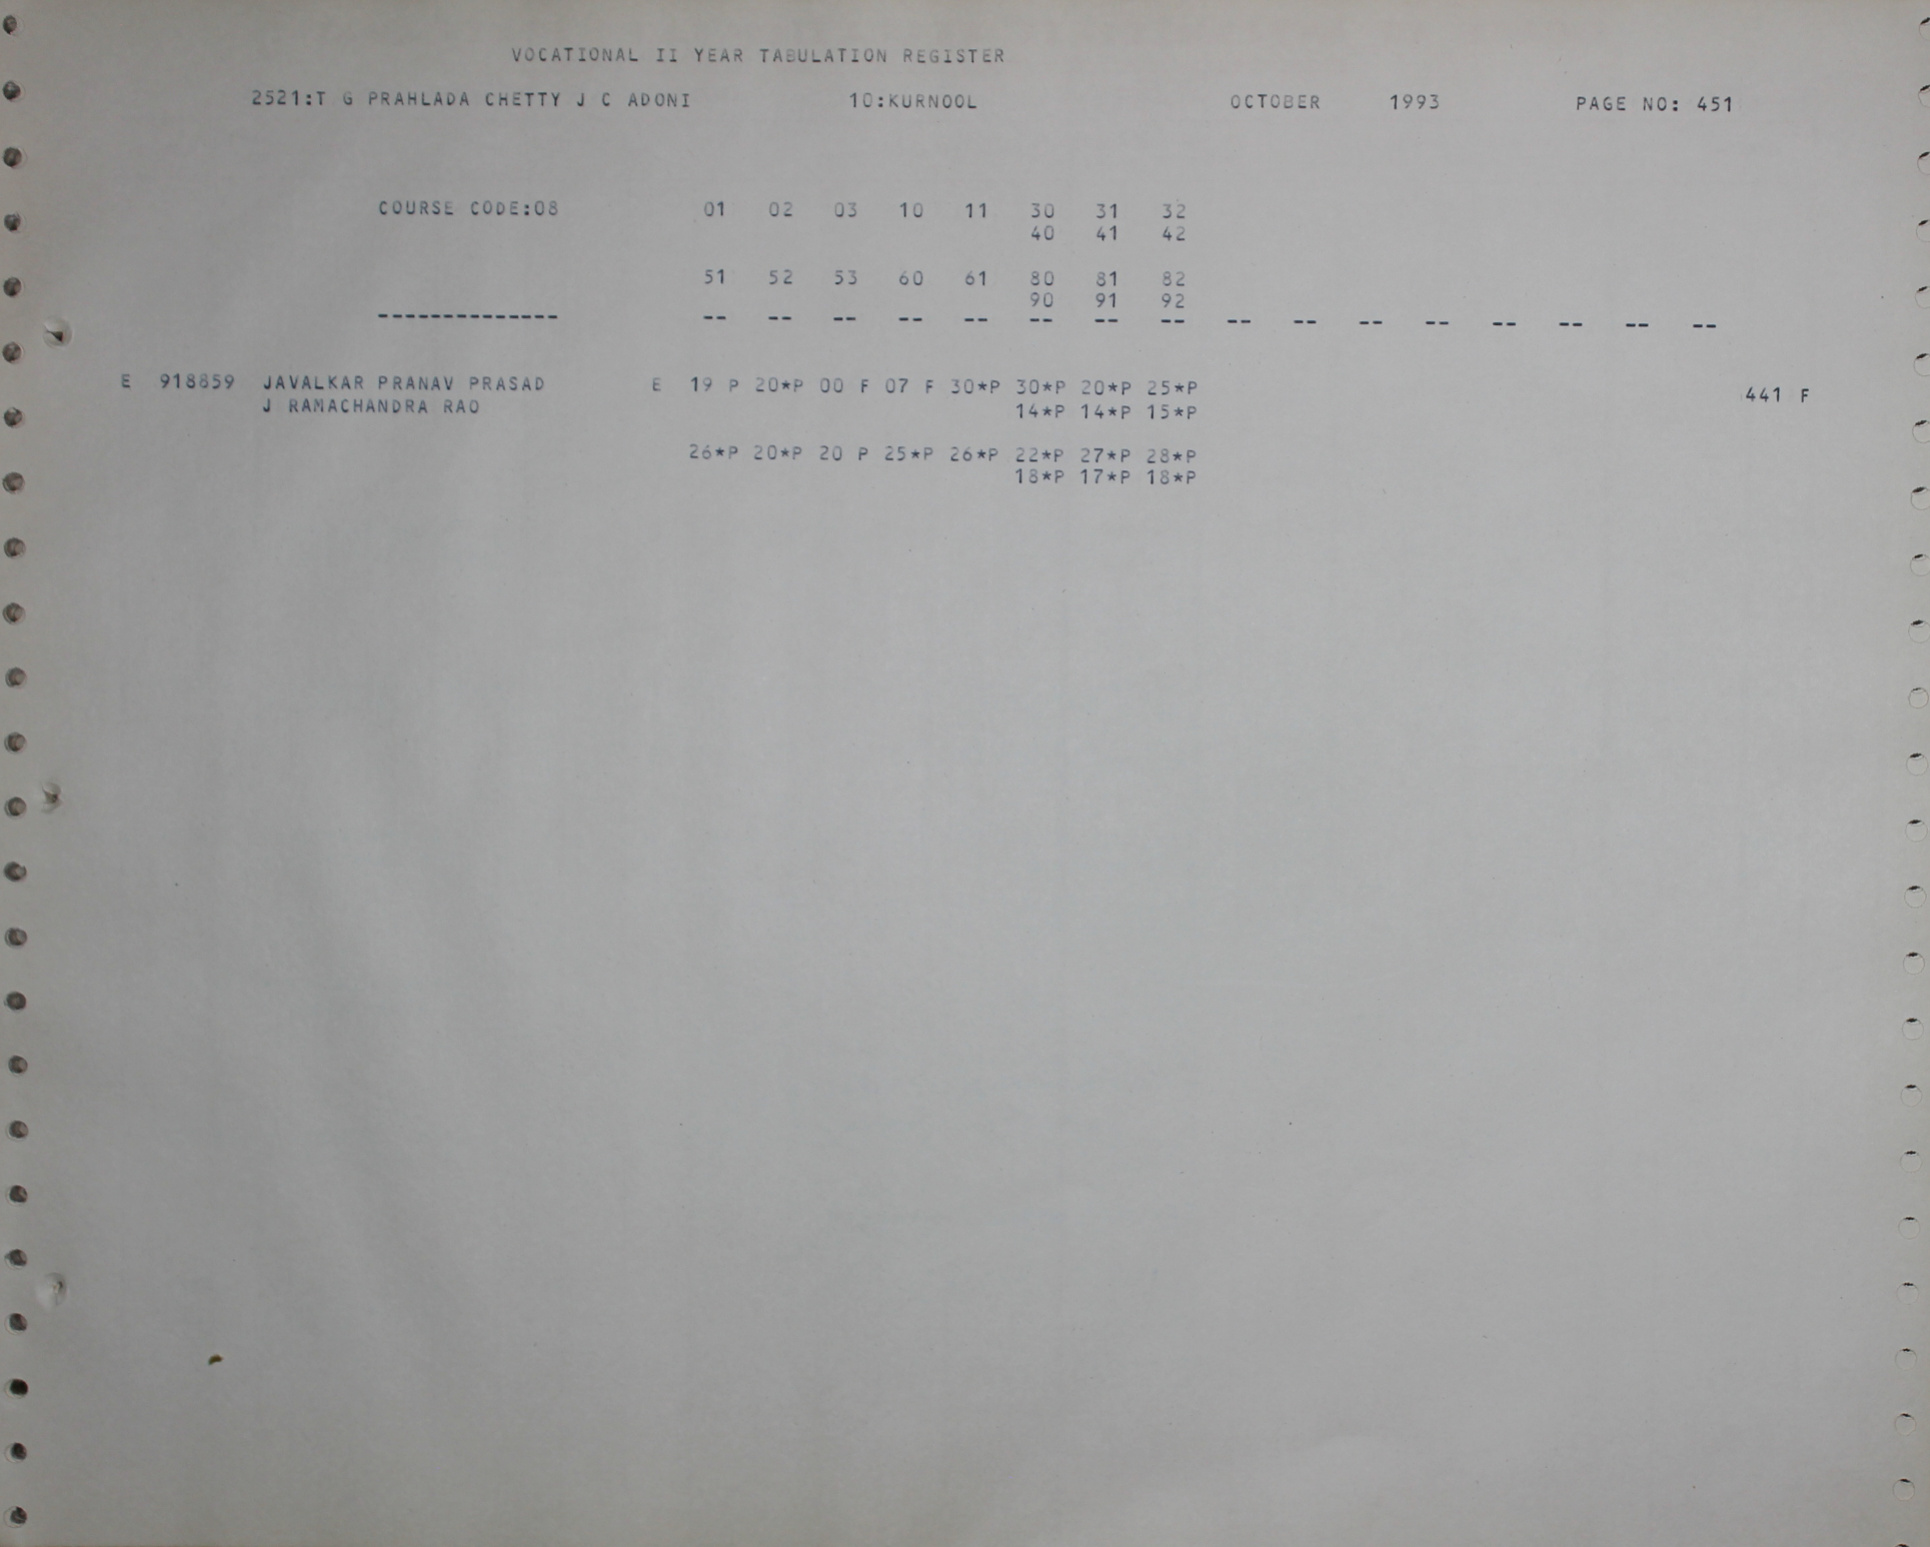 VOCATIONAL II YEAR TABULATION REGISTER
2521:T G PRAHLADA CHETTY J C ADONI 10:KURNOOL OCTOBER 1993 PAGE NO: 451
COURSE CODE:08 01 02 03 10 11 30 31 32
40 41 42
51 52 53 60 61 80 81 82
90 91 92
-------------- -- -- -- -- -- -- -- -- -- -- -- -- -- -- -- --
E 918859 JAVALKAR PRANAV PRASAD E 19 P 20*P 00 F 07 F 30*P 30*P 20*P 25*P 441 F
J RAMACHANDRA RAO 14*P 14*P 15*P
26*P 20*P 20 P 25*P 26*P 22*P 27*P 28*P
18*P 17*P 18*P